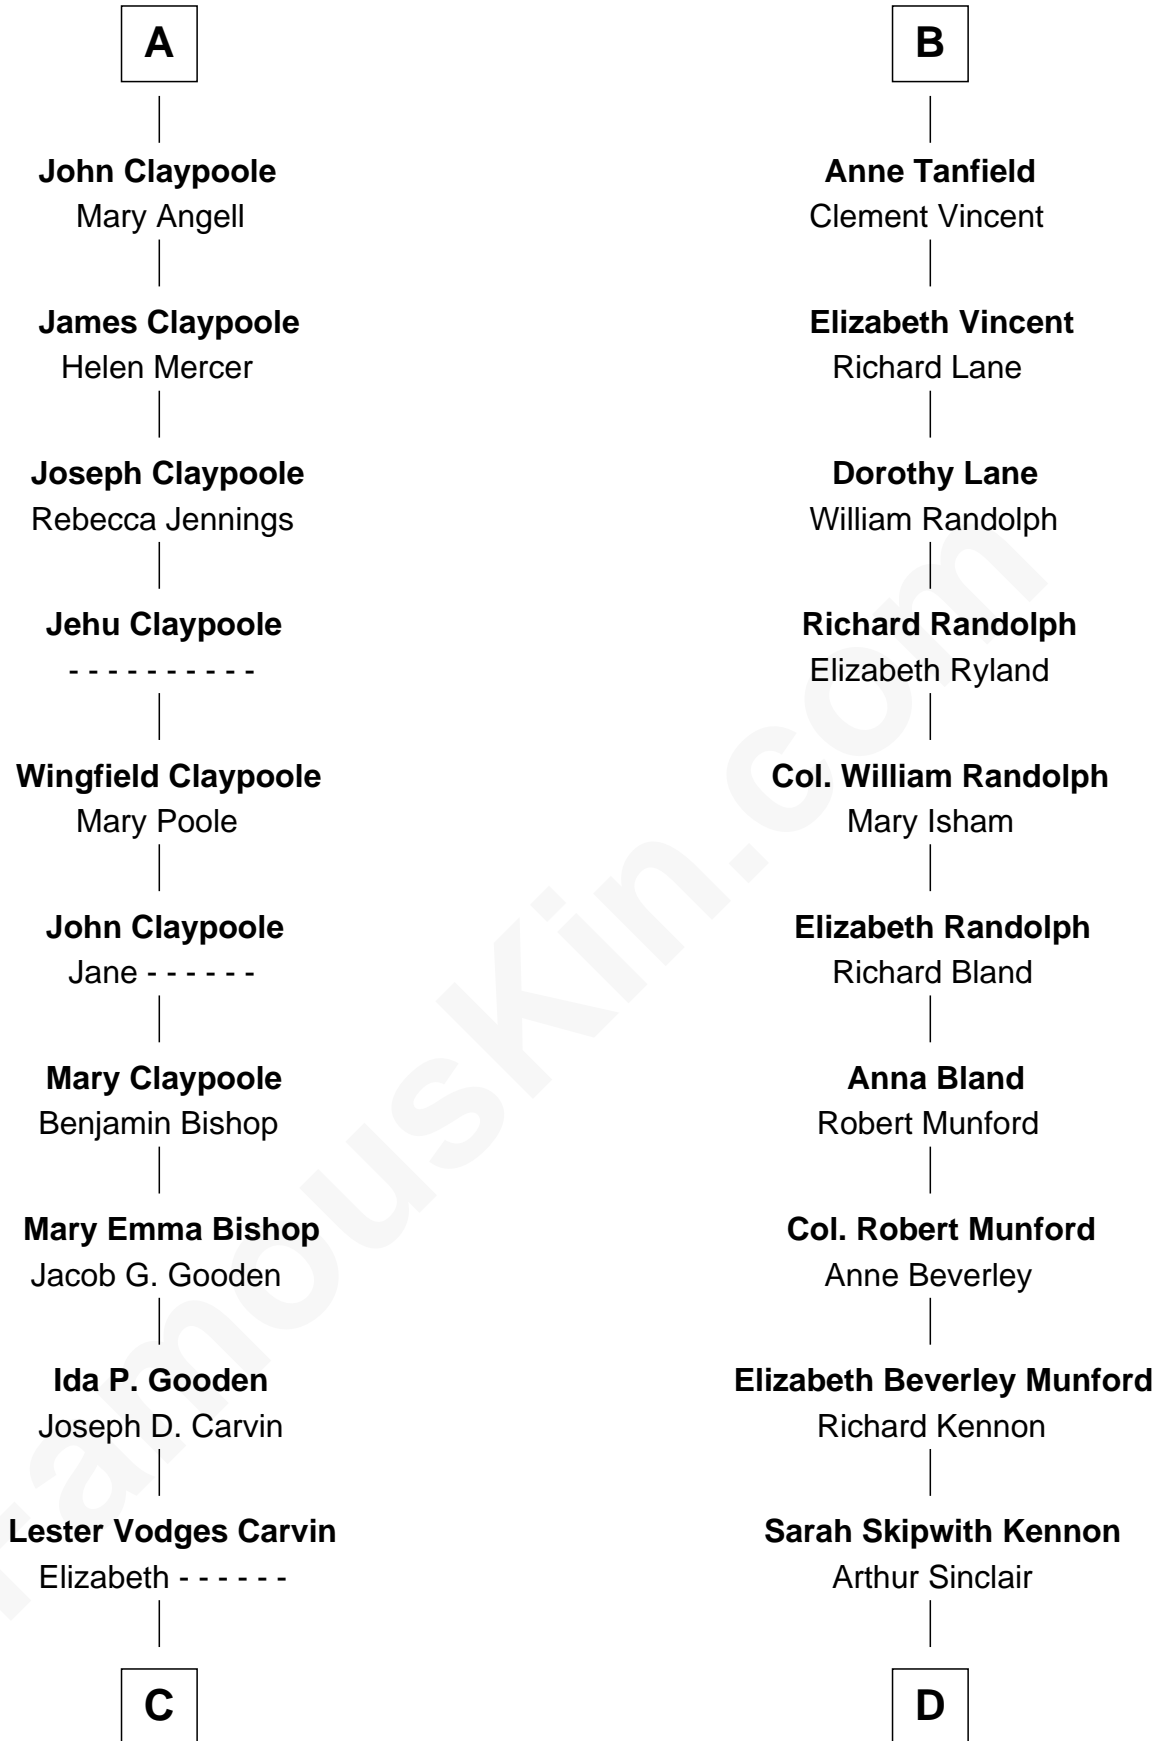 A
John Claypoole
Mary Angell
James Claypoole
Helen Mercer
Joseph Claypoole
Rebecca Jennings
Jehu Claypoole
- - - - - - - - - -
Wingfield Claypoole
Mary Poole
John Claypoole
Jane - - - - - -
Mary Claypoole
Benjamin Bishop
Mary Emma Bishop
Jacob G. Gooden
Ida P. Gooden
Joseph D. Carvin
Lester Vodges Carvin
Elizabeth - - - - - -
C
B
Anne Tanfield
Clement Vincent
Elizabeth Vincent
Richard Lane
Dorothy Lane
William Randolph
Richard Randolph
Elizabeth Ryland
Col. William Randolph
Mary Isham
Elizabeth Randolph
Richard Bland
Anna Bland
Robert Munford
Col. Robert Munford
Anne Beverley
Elizabeth Beverley Munford
Richard Kennon
Sarah Skipwith Kennon
Arthur Sinclair
D
FamousKin.com